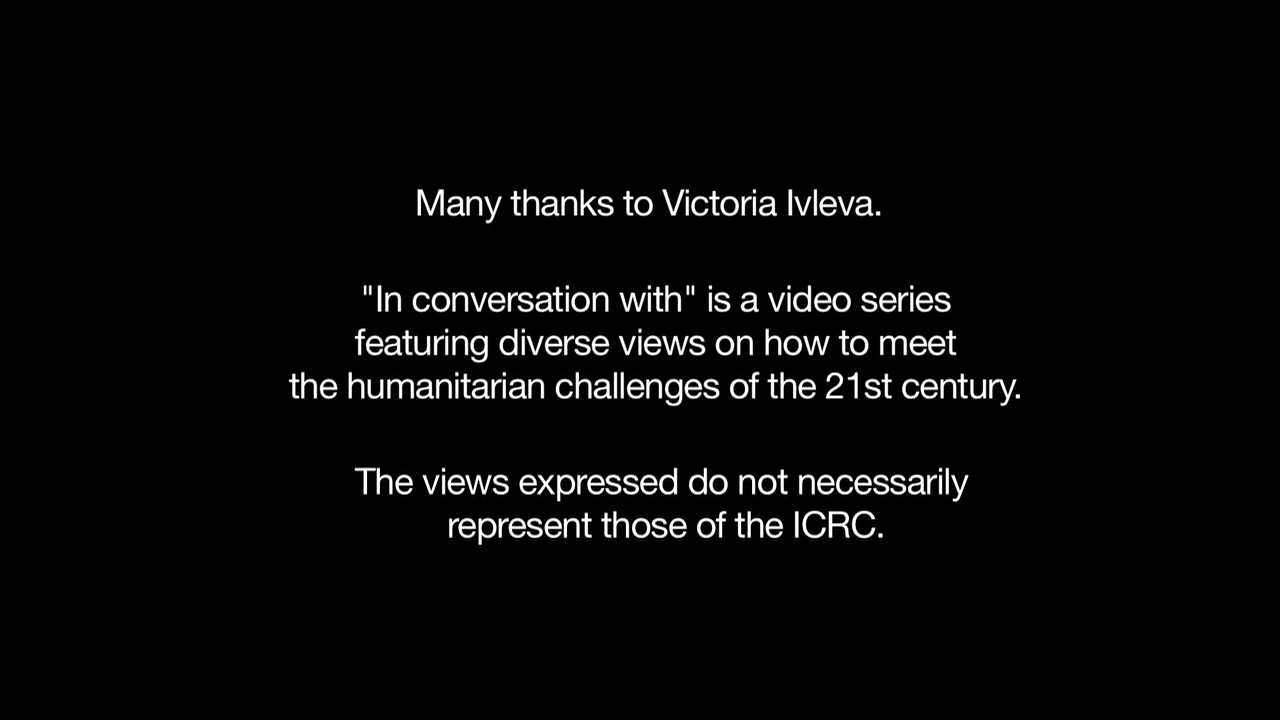 Many thanks to Victoria Ivleva.
"In conversation with" is a video series
featuring diverse views on how to meet
the humanitarian challenges of the 21st century.
The views expressed do not necessarily
represent those of the ICRC.